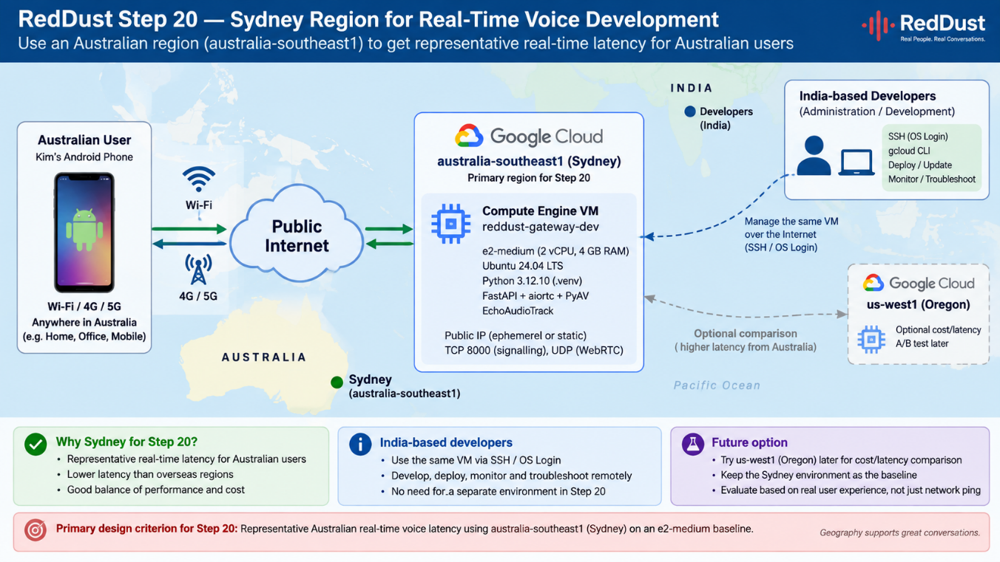 RedDust Step 20 — Sydney Region for Real-Time Voice Development
Use an Australian region (australia-southeast1) to get representative real-time latency for Australian users
RedDust
Real People. Real Conversations.
Australian User
Kim's Android Phone
Wi-Fi / 4G / 5G
Anywhere in Australia
(e.g. Home, Office, Mobile)
Wi-Fi
4G / 5G
Public
Internet
AUSTRALIA
Sydney
(australia-southeast1)
Google Cloud
australia-southeast1 (Sydney)
Primary region for Step 20
Compute Engine VM
reddust-gateway-dev
e2-medium (2 vCPU, 4 GB RAM)
Ubuntu 24.04 LTS
Python 3.12.10 (.venv)
FastAPI + aiortc + PyAV
EchoAudioTrack
Public IP (ephemerel or static)
TCP 8000 (signalling), UDP (WebRTC)
INDIA
Developers
(India)
India-based Developers
(Administration / Development)
SSH (OS Login)
gcloud CLI
Deploy / Update
Monitor / Troubleshoot
Manage the same VM
over the Internet
(SSH / OS Login)
Google Cloud
us-west1 (Oregon)
Optional cost/latency
A/B test later
Optional comparison
( higher latency from Australia)
Pacific Ocean
Why Sydney for Step 20?
• Representative real-time latency for Australian users
• Lower latency than overseas regions
• Good balance of performance and cost
India-based developers
• Use the same VM via SSH / OS Login
• Develop, deploy, monitor and troubleshoot remotely
• No need for.a separate environment in Step 20
Future option
• Try us-west1 (Oregon) later for cost/latency comparison
• Keep the Sydney environment as the baseline
• Evaluate based on real user experience, not just network ping
Primary design criterion for Step 20: Representative Australian real-time voice latency using australia-southeast1 (Sydney) on an e2-medium baseline.
Geography supports great conversations.